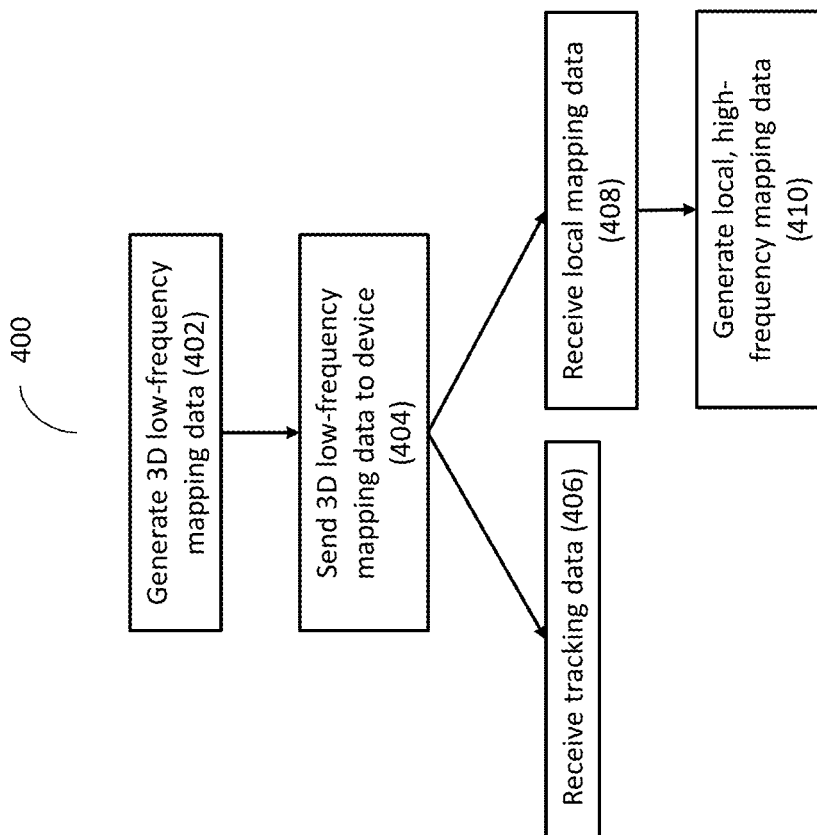 400
Generate 3D low-frequency
mapping data (402)
Send 3D low-frequency
mapping data to device
(404)
Receive tracking data (406)
Receive local mapping data
(408)
Generate local, high-
frequency mapping data
(410)